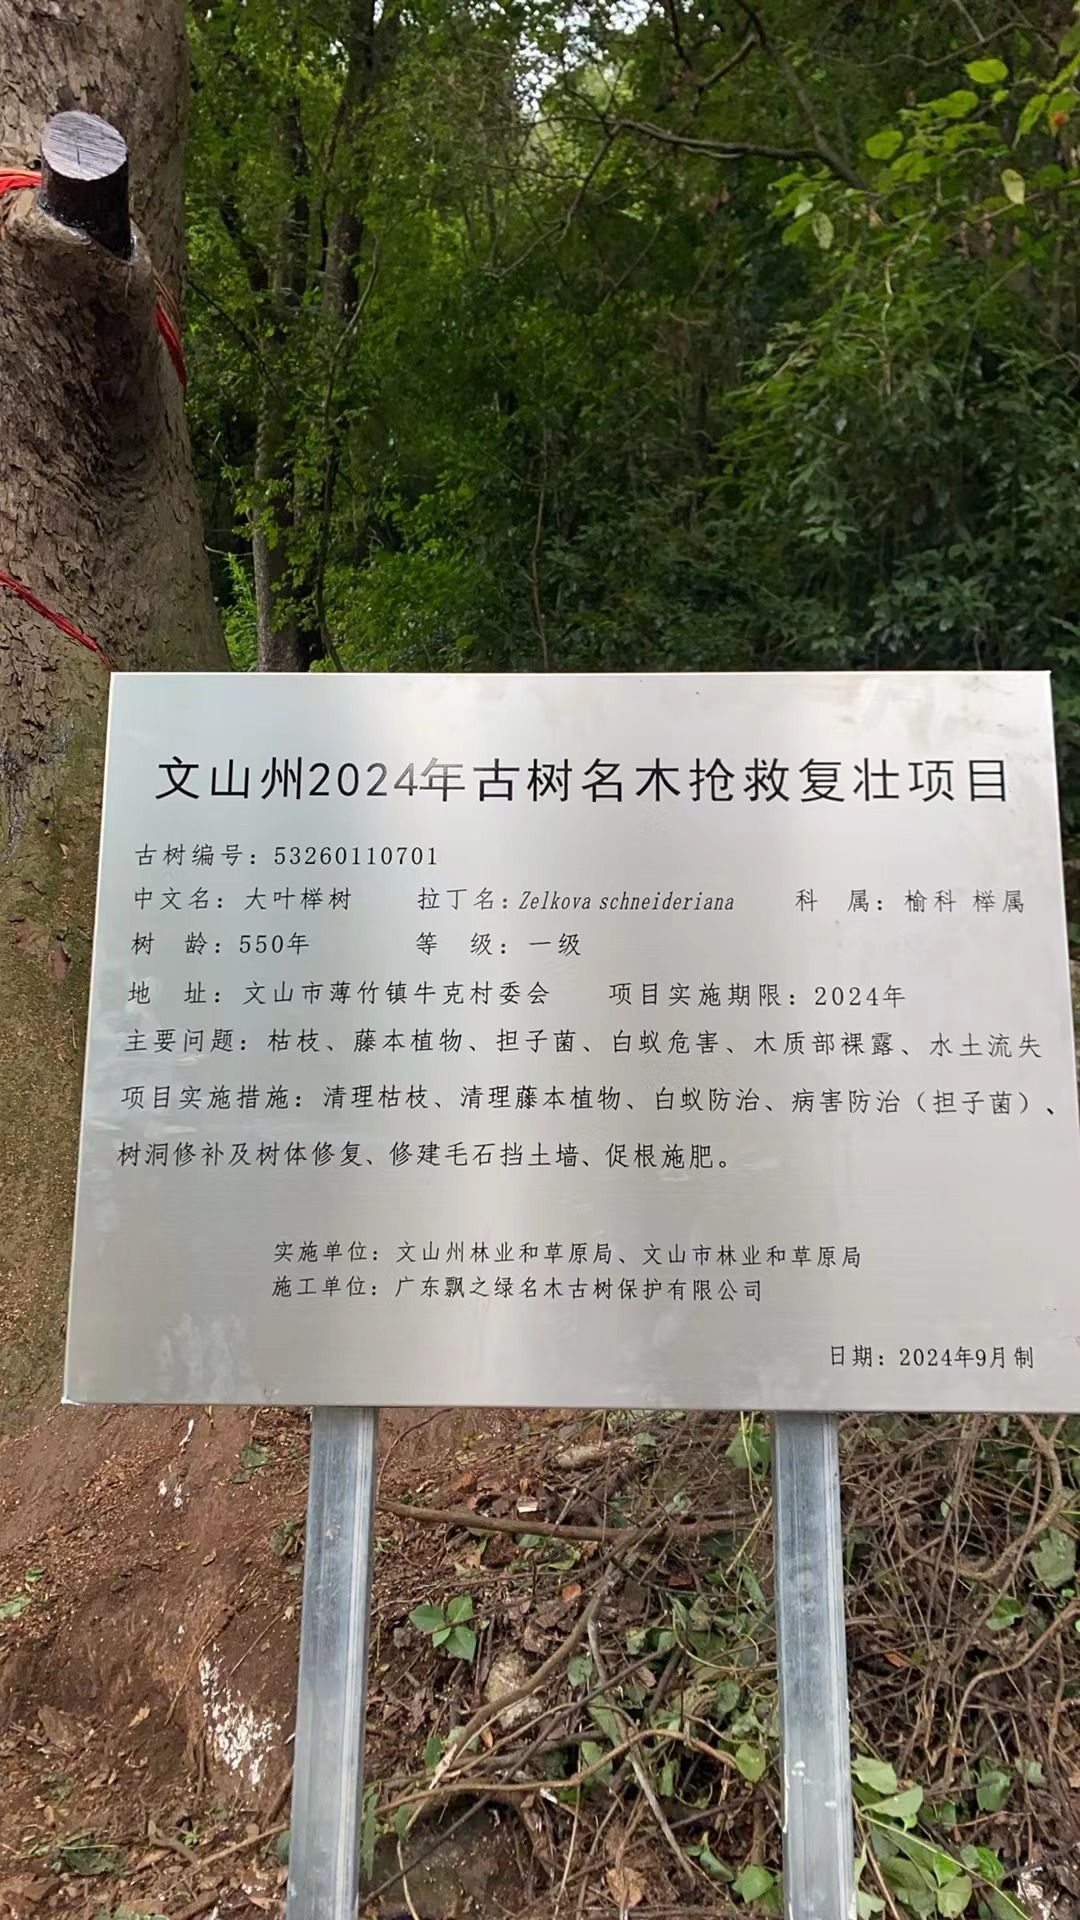 文山州2024年古树名木抢救复壮项目
古树编号：53260110701
中文名：大叶榉树 拉丁名：Zelkova schneideriana 科 属：榆科 榉属
树 龄：550年 等 级：一级
地 址：文山市薄竹镇牛克村委会 项目实施期限：2024年
主要问题：枯枝、藤本植物、担子菌、白蚁危害、木质部裸露、水土流失
项目实施措施：清理枯枝、清理藤本植物、白蚁防治、病害防治（担子菌）、
树洞修补及树体修复、修建毛石挡土墙、促根施肥。
实施单位：文山州林业和草原局、文山市林业和草原局
施工单位：广东飘之绿名木古树保护有限公司
日期：2024年9月制